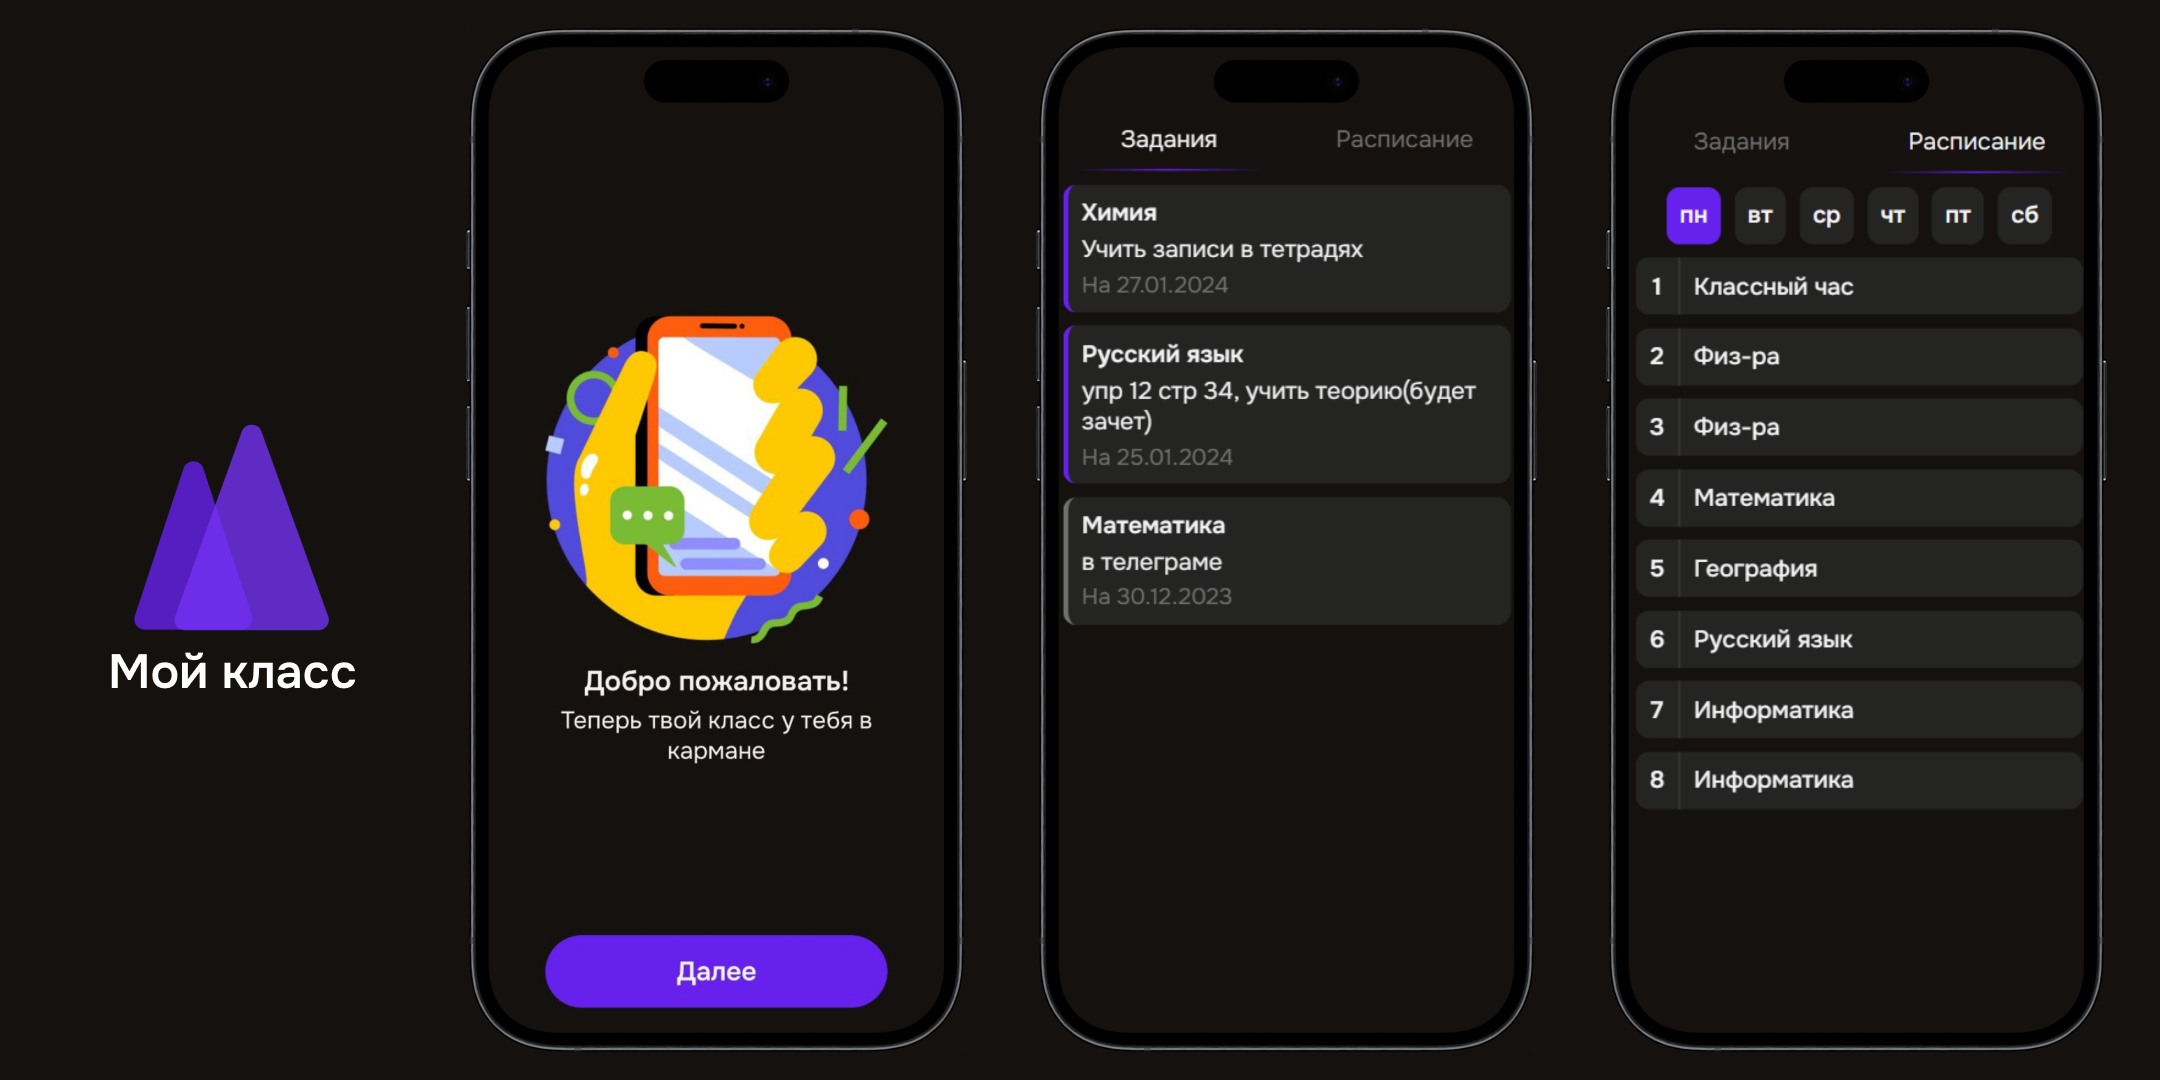 Мой класс
Добро пожаловать!
Теперь твой класс у тебя в
кармане
Далее
Задания Расписание
Химия
Учить записи в тетрадях
На 27.01.2024
Русский язык
упр 12 стр 34, учить теорию(будет
зачет)
На 25.01.2024
Математика
в телеграме
На 30.12.2023
Задания Расписание
пн вт ср чт пт сб
1 Классный час
2 Физ-ра
3 Физ-ра
4 Математика
5 География
6 Русский язык
7 Информатика
8 Информатика